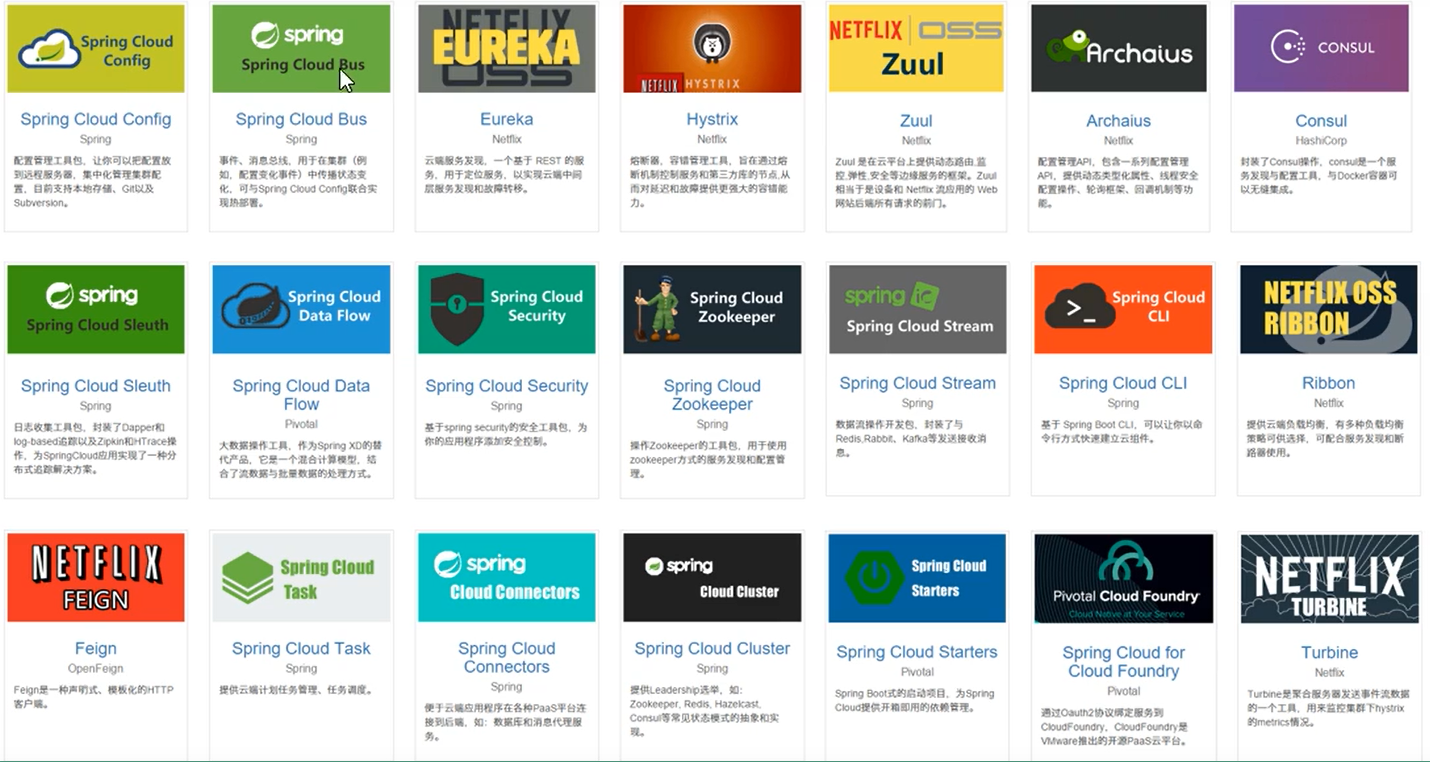 Spring Cloud
Config
Spring Cloud Config
Spring
配置管理工具包，让你可以把配置放
到远程服务器，集中化管理集群配
置，目前支持本地存储、Git以及
Subversion。
spring
Spring Cloud Bus
Spring Cloud Bus
Spring
事件、消息总线，用于在集群（例
如，配置变化事件）中传播状态变
化，可与Spring Cloud Config联合实
现热部署。
NETFLIX
EUREKA
OSS
Eureka
Netflix
云端服务发现，一个基于 REST 的服
务，用于定位服务，以实现云端中间
层服务发现和故障转移。
NETFLIX HYSTRIX
Hystrix
Netflix
熔断器，容错管理工具，旨在通过熔
断机制控制服务和第三方库的节点,从
而对延迟和故障提供更强大的容错能
力。
NETFLIX OSS
Zuul
Zuul
Netflix
Zuul 是在云平台上提供动态路由,监
控,弹性,安全等边缘服务的框架。Zuul
相当于是设备和 Netflix 流应用的 Web
网站后端所有请求的前门。
Archaius
Archaius
Netflix
配置管理API，包含一系列配置管理
API，提供动态类型化属性、线程安全
配置操作、轮询框架、回调机制等功
能。
CONSUL
Consul
HashiCorp
封装了Consul操作，consul是一个服
务发现与配置工具，与Docker容器可
以无缝集成。
spring
Spring Cloud Sleuth
Spring Cloud Sleuth
Spring
日志收集工具包，封装了Dapper和
log-based追踪以及Zipkin和HTrace操
作，为SpringCloud应用实现了一种分
布式追踪解决方案。
Spring Cloud
Data Flow
Spring Cloud Data
Flow
Pivotal
大数据操作工具，作为Spring XD的替
代产品，它是一个混合计算模型，结
合了流数据与批量数据的处理方式。
Spring Cloud
Security
Spring Cloud Security
Spring
基于spring security的安全工具包，为
你的应用程序添加安全控制。
Spring Cloud
Zookeeper
Spring Cloud
Zookeeper
Spring
操作Zookeeper的工具包，用于使用
zookeeper方式的服务发现和配置管
理。
spring
Spring Cloud Stream
Spring Cloud Stream
Spring
数据流操作开发包，封装了与
Redis,Rabbit、Kafka等发送接收消
息。
Spring Cloud
CLI
Spring Cloud CLI
Spring
基于 Spring Boot CLI，可以让你以命
令行方式快速建立云组件。
NETFLIX OSS
RIBBON
Ribbon
Netflix
提供云端负载均衡，有多种负载均衡
策略可供选择，可配合服务发现和断
路器使用。
NETFLIX
FEIGN
Feign
OpenFeign
Feign是一种声明式、模板化的HTTP
客户端。
Spring Cloud
Task
Spring Cloud Task
Spring
提供云端计划任务管理、任务调度。
spring
Cloud Connectors
Spring Cloud
Connectors
Spring
便于云端应用程序在各种PaaS平台连
接到后端，如：数据库和消息代理服
务。
spring
Cloud Cluster
Spring Cloud Cluster
Spring
提供Leadership选举，如：
Zookeeper, Redis, Hazelcast,
Consul等常见状态模式的抽象和实
现。
Spring Cloud
Starters
Spring Cloud Starters
Pivotal
Spring Boot式的启动项目，为Spring
Cloud提供开箱即用的依赖管理。
Pivotal Cloud Foundry
Cloud Native at Your Service
Spring Cloud for
Cloud Foundry
Pivotal
通过Oauth2协议绑定服务到
CloudFoundry，CloudFoundry是
VMware推出的开源PaaS云平台。
NETFLIX
TURBINE
Turbine
Netflix
Turbine是聚合服务器发送事件流数据
的一个工具，用来监控集群下hystrix
的metrics情况。